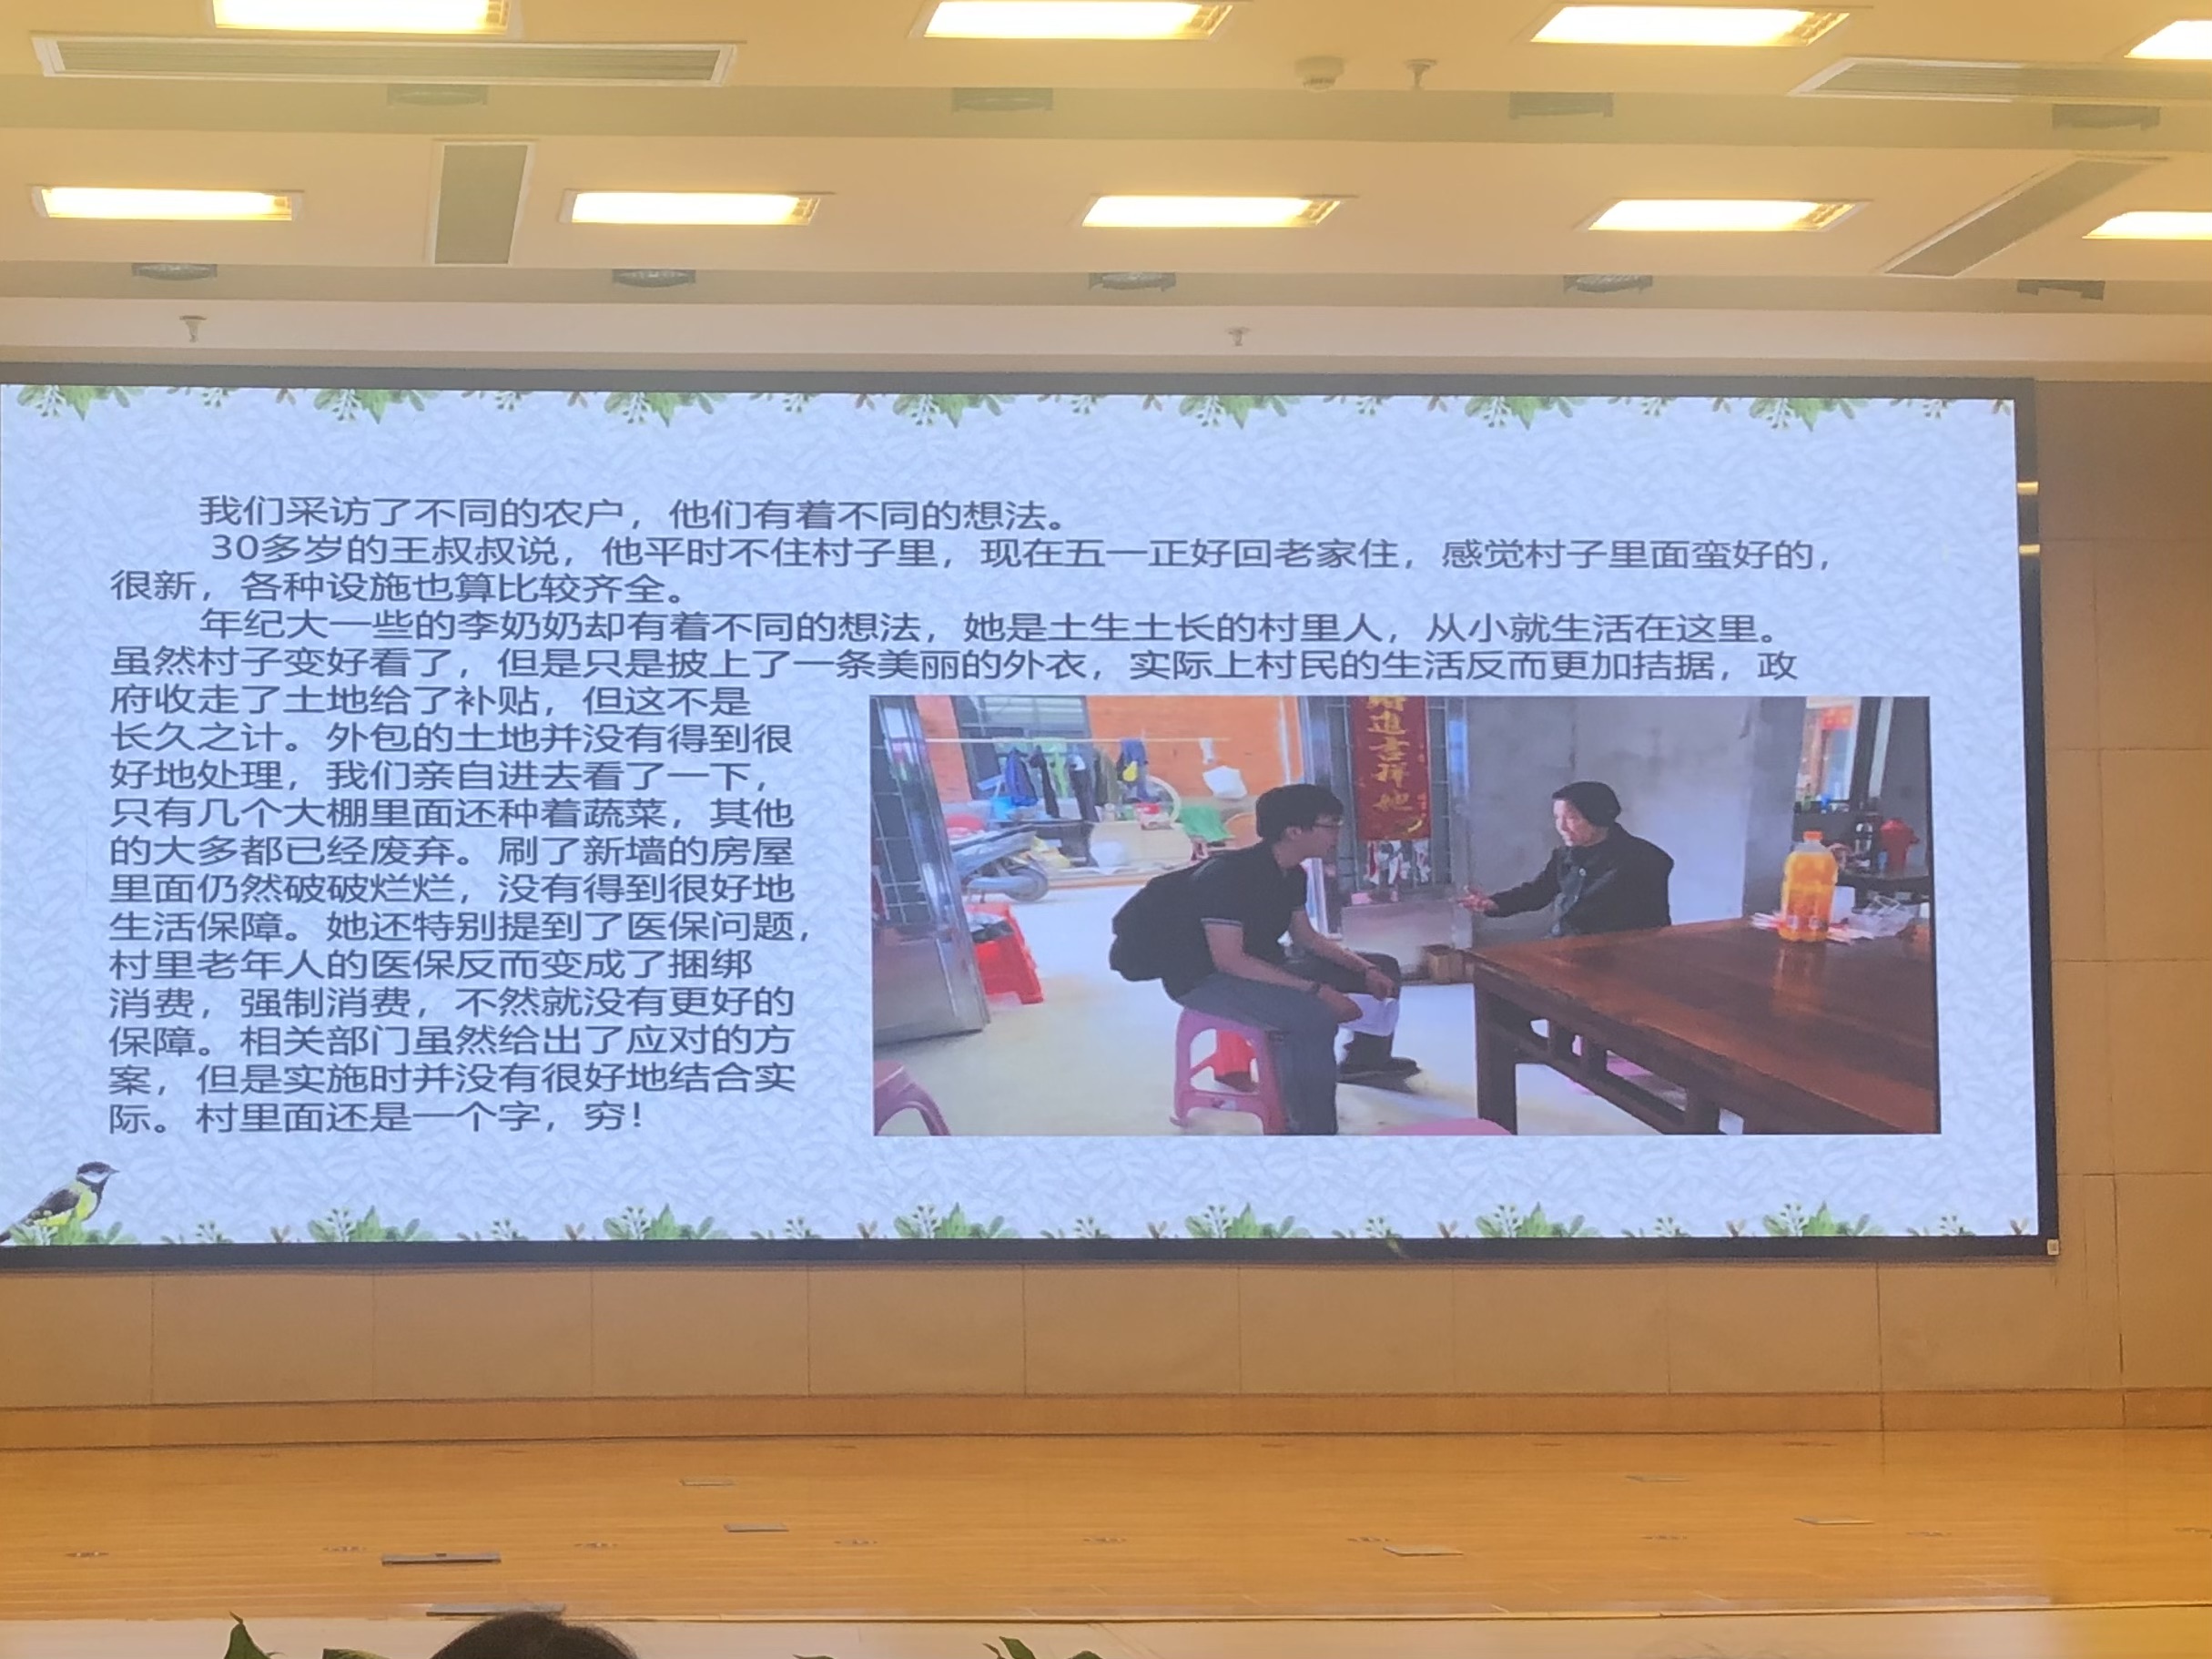 我们采访了不同的农户，他们有着不同的想法。
30多岁的王叔叔说，他平时不住村子里，现在五一正好回老家住，感觉村子里面蛮好的，
很新，各种设施也算比较齐全。
年纪大一些的李奶奶却有着不同的想法，她是土生土长的村里人，从小就生活在这里。
虽然村子变好看了，但是只是披上了一条美丽的外衣，实际上村民的生活反而更加拮据，政
府收走了土地给了补贴，但这不是
长久之计。外包的土地并没有得到很
好地处理，我们亲自进去看了一下，
只有几个大棚里面还种着蔬菜，其他
的大多都已经废弃。刷了新墙的房屋
里面仍然破破烂烂，没有得到很好地
生活保障。她还特别提到了医保问题，
村里老年人的医保反而变成了捆绑
消费，强制消费，不然就没有更好的
保障。相关部门虽然给出了应对的方
案，但是实施时并没有很好地结合实
际。村里面还是一个字，穷！